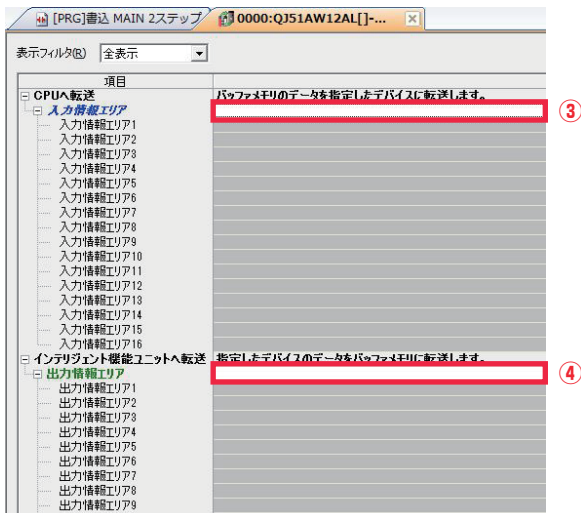 [PRG]書込 MAIN 2ステップ 0000:QJ51AW12AL[]-...
表示フィルタ(R) 全表示
項目
CPUへ転送 バッファメモリのデータを指定したデバイスに転送します。
入力情報エリア ③
入力情報エリア1
入力情報エリア2
入力情報エリア3
入力情報エリア4
入力情報エリア5
入力情報エリア6
入力情報エリア7
入力情報エリア8
入力情報エリア9
入力情報エリア10
入力情報エリア11
入力情報エリア12
入力情報エリア13
入力情報エリア14
入力情報エリア15
入力情報エリア16
インテリジェント機能ユニットへ転送 指定したデバイスのデータをバッファメモリに転送します。
出力情報エリア ④
出力情報エリア1
出力情報エリア2
出力情報エリア3
出力情報エリア4
出力情報エリア5
出力情報エリア6
出力情報エリア7
出力情報エリア8
出力情報エリア9